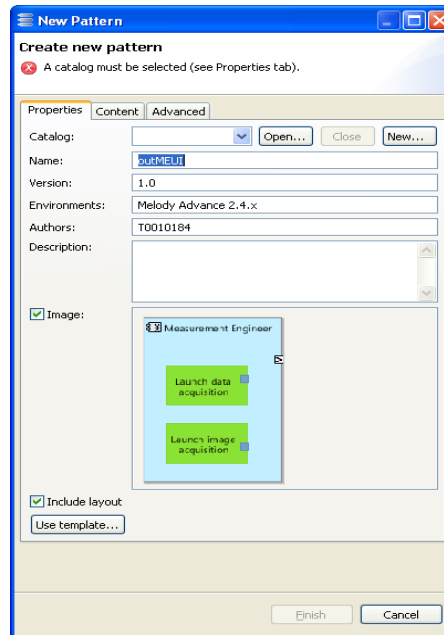 New Pattern
Create new pattern
A catalog must be selected (see Properties tab).
Properties Content Advanced
Catalog: Open... Close New...
Name: outMEUI
Version: 1.0
Environments: Melody Advance 2.4.x
Authors: T0010184
Description:
Image:
Measurement Engineer
Launch data
acquisition
Launch image
acquisition
Include layout
Use template...
Finish Cancel